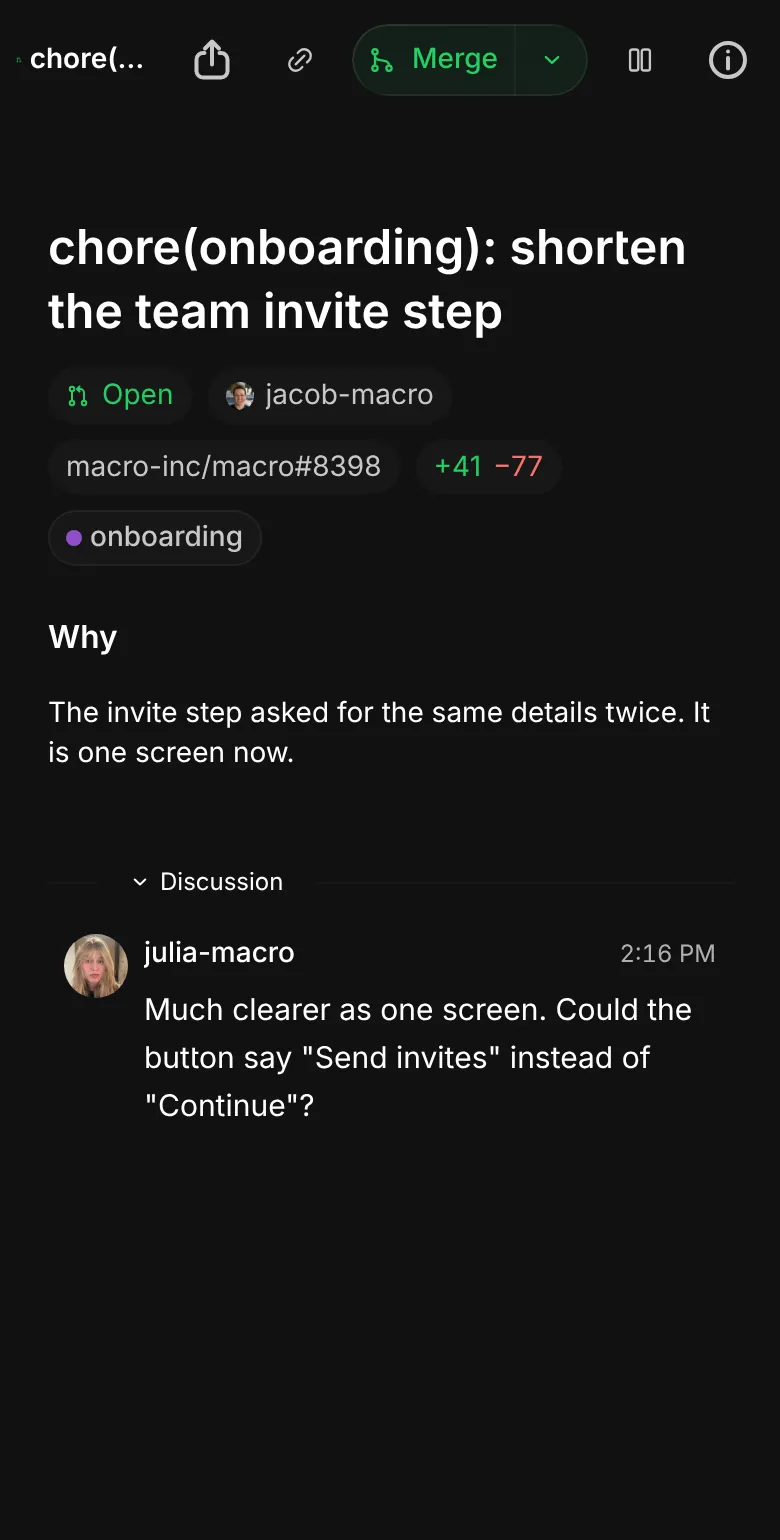 chore(...
Merge
chore(onboarding): shorten
the team invite step
Open
jacob-macro
macro-inc/macro#8398
+41 −77
onboarding
Why
The invite step asked for the same details twice. It
is one screen now.
Discussion
julia-macro
2:16 PM
Much clearer as one screen. Could the
button say "Send invites" instead of
"Continue"?